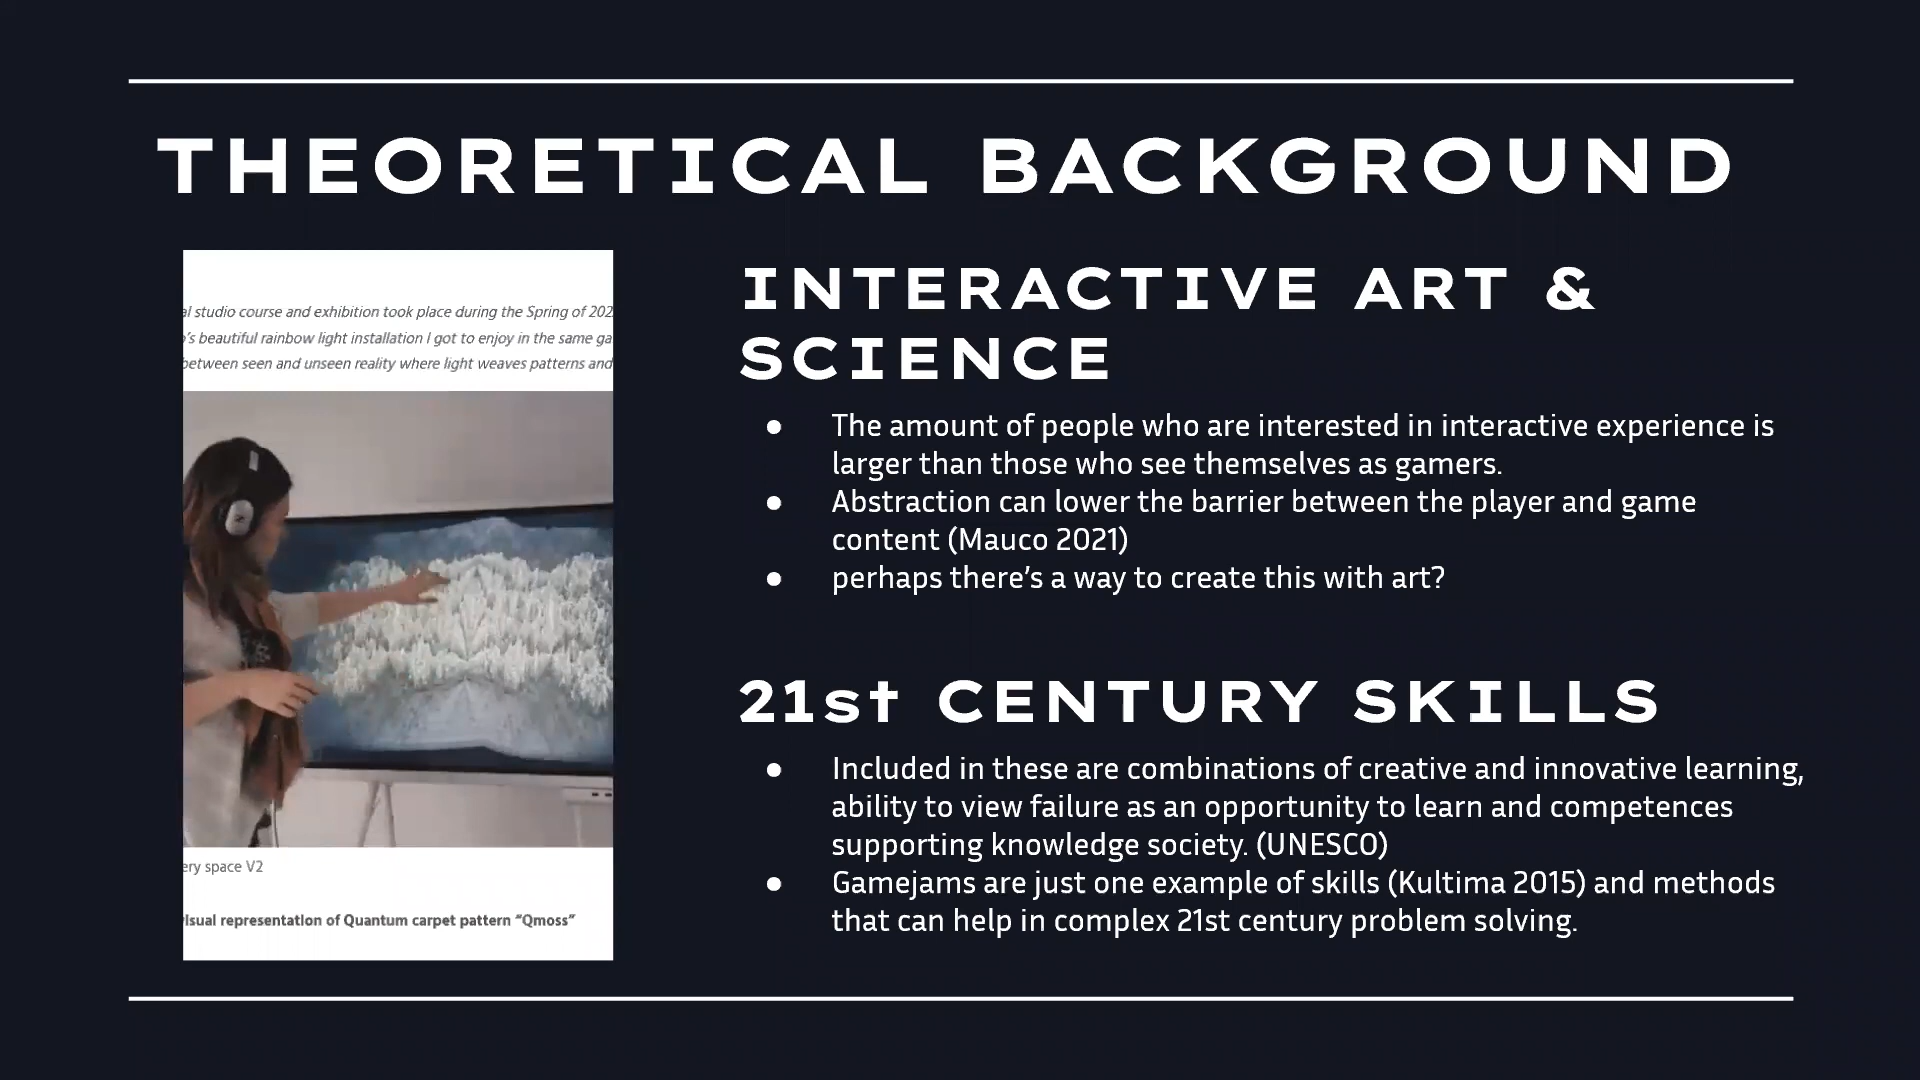 THEORETICAL BACKGROUND
al studio course and exhibition took place during the Spring of 202
's beautiful rainbow light installation I got to enjoy in the same ga
between seen and unseen reality where light weaves patterns and
ery space V2
isual representation of Quantum carpet pattern “Qmoss”
INTERACTIVE ART &
SCIENCE
● The amount of people who are interested in interactive experience is
larger than those who see themselves as gamers.
● Abstraction can lower the barrier between the player and game
content (Mauco 2021)
● perhaps there’s a way to create this with art?
21st CENTURY SKILLS
● Included in these are combinations of creative and innovative learning,
ability to view failure as an opportunity to learn and competences
supporting knowledge society. (UNESCO)
● Gamejams are just one example of skills (Kultima 2015) and methods
that can help in complex 21st century problem solving.